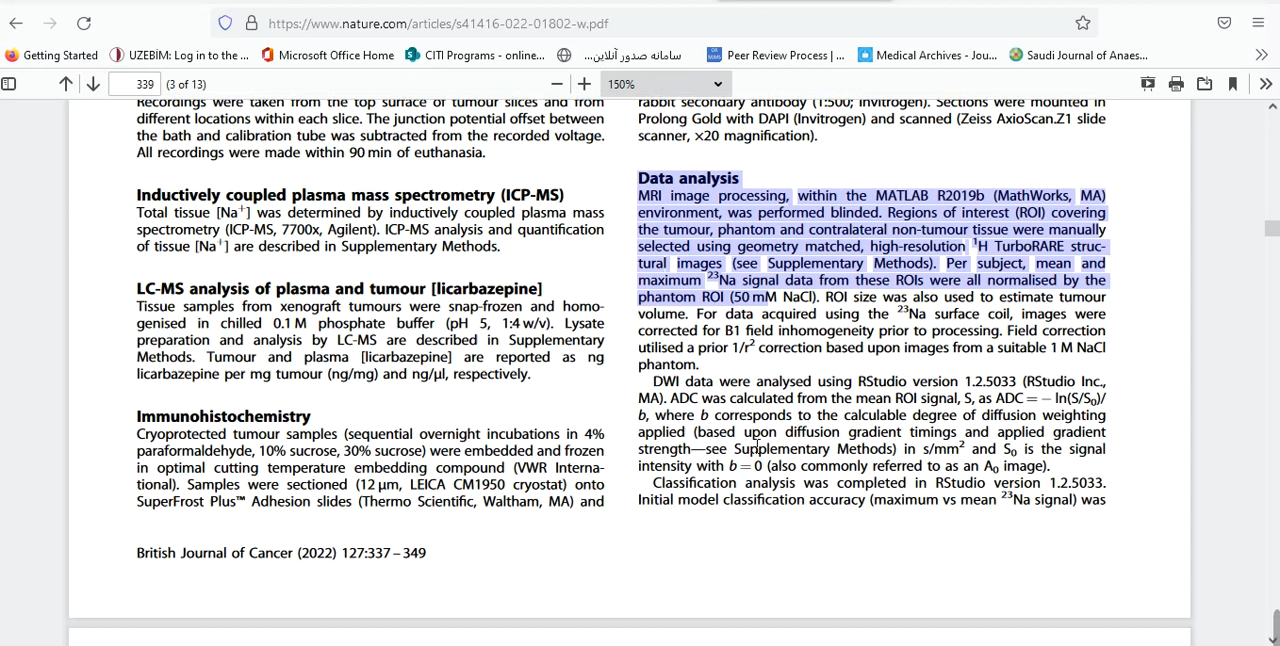 https://www.nature.com/articles/s41416-022-01802-w.pdf
Getting Started UZEBİM: Log in to the ... Microsoft Office Home CITI Programs - online... سامانه صدور آنلاین... Peer Review Process | ... Medical Archives - Jou... Saudi Journal of Anaes...
339 (3 of 13) 150%
Recordings were taken from the top surface of tumour slices and from
different locations within each slice. The junction potential offset between
the bath and calibration tube was subtracted from the recorded voltage.
All recordings were made within 90 min of euthanasia.
Inductively coupled plasma mass spectrometry (ICP-MS)
Total tissue [Na⁺] was determined by inductively coupled plasma mass
spectrometry (ICP-MS, 7700x, Agilent). ICP-MS analysis and quantification
of tissue [Na⁺] are described in Supplementary Methods.
LC-MS analysis of plasma and tumour [licarbazepine]
Tissue samples from xenograft tumours were snap-frozen and homo-
genised in chilled 0.1 M phosphate buffer (pH 5, 1:4 w/v). Lysate
preparation and analysis by LC-MS are described in Supplementary
Methods. Tumour and plasma [licarbazepine] are reported as ng
licarbazepine per mg tumour (ng/mg) and ng/µl, respectively.
Immunohistochemistry
Cryoprotected tumour samples (sequential overnight incubations in 4%
paraformaldehyde, 10% sucrose, 30% sucrose) were embedded and frozen
in optimal cutting temperature embedding compound (VWR Interna-
tional). Samples were sectioned (12 µm, LEICA CM1950 cryostat) onto
SuperFrost Plus™ Adhesion slides (Thermo Scientific, Waltham, MA) and
rabbit secondary antibody (1:500; Invitrogen). Sections were mounted in
Prolong Gold with DAPI (Invitrogen) and scanned (Zeiss AxioScan.Z1 slide
scanner, ×20 magnification).
Data analysis
MRI image processing, within the MATLAB R2019b (MathWorks, MA)
environment, was performed blinded. Regions of interest (ROI) covering
the tumour, phantom and contralateral non-tumour tissue were manually
selected using geometry matched, high-resolution ¹H TurboRARE struc-
tural images (see Supplementary Methods). Per subject, mean and
maximum ²³Na signal data from these ROIs were all normalised by the
phantom ROI (50 mM NaCl). ROI size was also used to estimate tumour
volume. For data acquired using the ²³Na surface coil, images were
corrected for B1 field inhomogeneity prior to processing. Field correction
utilised a prior 1/r² correction based upon images from a suitable 1 M NaCl
phantom.
DWI data were analysed using RStudio version 1.2.5033 (RStudio Inc.,
MA). ADC was calculated from the mean ROI signal, S, as ADC = − ln(S/S₀)/
b, where b corresponds to the calculable degree of diffusion weighting
applied (based upon diffusion gradient timings and applied gradient
strength—see Supplementary Methods) in s/mm² and S₀ is the signal
intensity with b = 0 (also commonly referred to as an A₀ image).
Classification analysis was completed in RStudio version 1.2.5033.
Initial model classification accuracy (maximum vs mean ²³Na signal) was
British Journal of Cancer (2022) 127:337 – 349